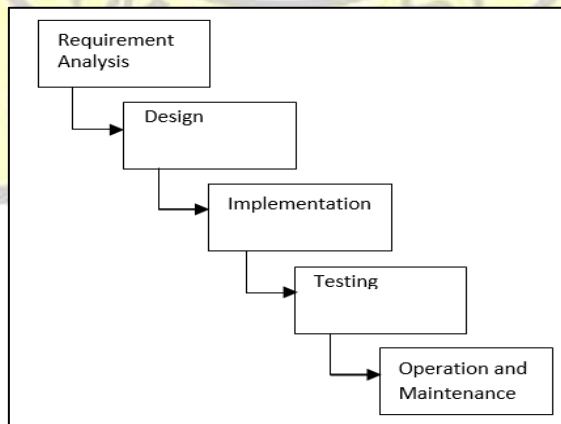 Requirement
Analysis
Design
Implementation
Testing
Operation and
Maintenance